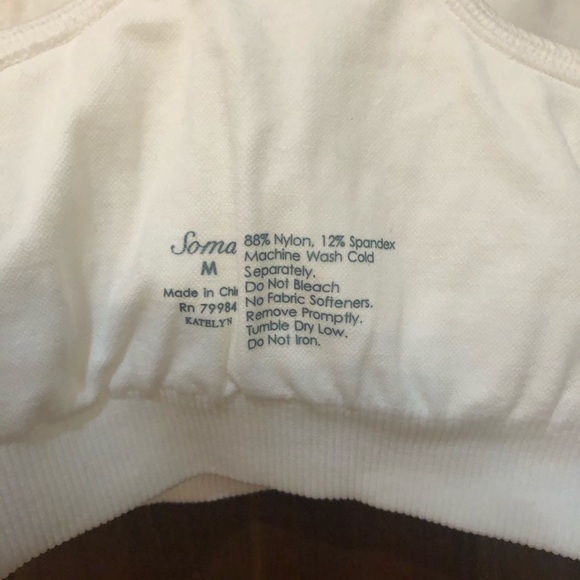 Soma
M
Made in Chi
Rn 79984
KATELYN
88% Nylon, 12% Spandex
Machine Wash Cold
Separately.
Do Not Bleach
No Fabric Softeners.
Remove Promptly.
Tumble Dry Low.
Do Not Iron.